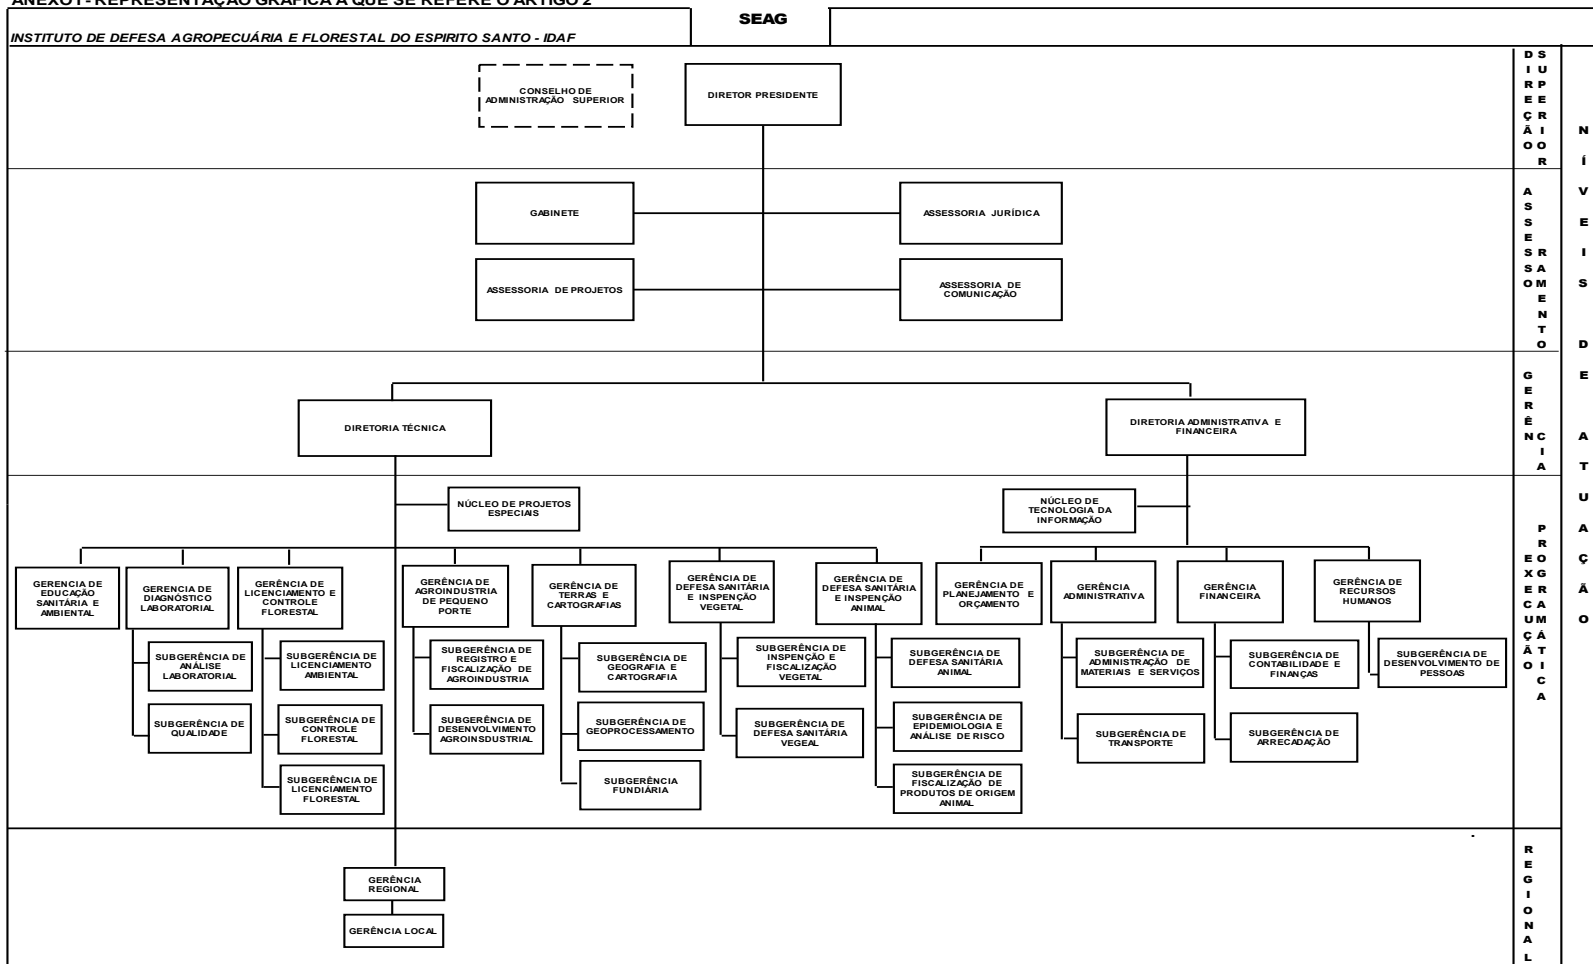 ANEXO I - REPRESENTAÇÃO GRÁFICA A QUE SE REFERE O ARTIGO 2º
SEAG
INSTITUTO DE DEFESA AGROPECUÁRIA E FLORESTAL DO ESPIRITO SANTO - IDAF
CONSELHO DE
ADMINISTRAÇÃO SUPERIOR
DIRETOR PRESIDENTE
DIREÇÃO
SUPERIOR
GABINETE
ASSESSORIA JURÍDICA
ASSESSORIA DE PROJETOS
ASSESSORIA DE
COMUNICAÇÃO
ASSESSO
RAMENTO
DIRETORIA TÉCNICA
DIRETORIA ADMINISTRATIVA E
FINANCEIRA
GERÊN
CIA
NÚCLEO DE PROJETOS
ESPECIAIS
NÚCLEO DE
TECNOLOGIA DA
INFORMAÇÃO
GERENCIA DE
EDUCAÇÃO
SANITÁRIA E
AMBIENTAL
GERENCIA DE
DIAGNÓSTICO
LABORATORIAL
GERÊNCIA DE
LICENCIAMENTO E
CONTROLE
FLORESTAL
GERÊNCIA DE
AGROINDUSTRIA
DE PEQUENO
PORTE
GERÊNCIA DE
TERRAS E
CARTOGRAFIAS
GERÊNCIA DE
DEFESA SANITÁRIA
E INSPEÇÃO
VEGETAL
GERÊNCIA DE
DEFESA SANITÁRIA
E INSPEÇÃO
ANIMAL
GERÊNCIA DE
PLANEJAMENTO E
ORÇAMENTO
GERÊNCIA
ADMINISTRATIVA
GERÊNCIA
FINANCEIRA
GERÊNCIA DE
RECURSOS
HUMANOS
SUBGERÊNCIA DE
ANÁLISE
LABORATORIAL
SUBGERÊNCIA DE
LICENCIAMENTO
AMBIENTAL
SUBGERÊNCIA DE
REGISTRO E
FISCALIZAÇÃO DE
AGROINDUSTRIA
SUBGERÊNCIA DE
GEOGRAFIA E
CARTOGRAFIA
SUBGERÊNCIA DE
INSPENÇÃO E
FISCALIZAÇÃO
VEGETAL
SUBGERÊNCIA DE
DEFESA SANITÁRIA
ANIMAL
SUBGERÊNCIA DE
ADMINISTRAÇÃO DE
MATERIAIS E SERVIÇOS
SUBGERÊNCIA DE
CONTABILIDADE E
FINANÇAS
SUBGERÊNCIA DE
DESENVOLVIMENTO DE
PESSOAS
SUBGERÊNCIA DE
QUALIDADE
SUBGERÊNCIA DE
CONTROLE
FLORESTAL
SUBGERÊNCIA DE
DESENVOLVIMENTO
AGROINSDUSTRIAL
SUBGERÊNCIA DE
GEOPROCESSAMENTO
SUBGERÊNCIA DE
DEFESA SANITÁRIA
VEGEAL
SUBGERÊNCIA DE
EPIDEMIOLOGIA E
ANÁLISE DE RISCO
SUBGERÊNCIA DE
TRANSPORTE
SUBGERÊNCIA DE
ARRECADAÇÃO
SUBGERÊNCIA DE
LICENCIAMENTO
FLORESTAL
SUBGERÊNCIA
FUNDIÁRIA
SUBGERÊNCIA DE
FISCALIZAÇÃO DE
PRODUTOS DE ORIGEM
ANIMAL
EXECUÇÃO
PROGRAMÁTICA
GERÊNCIA
REGIONAL
GERÊNCIA LOCAL
REGIONAL
NÍVEIS DE ATUAÇÃO